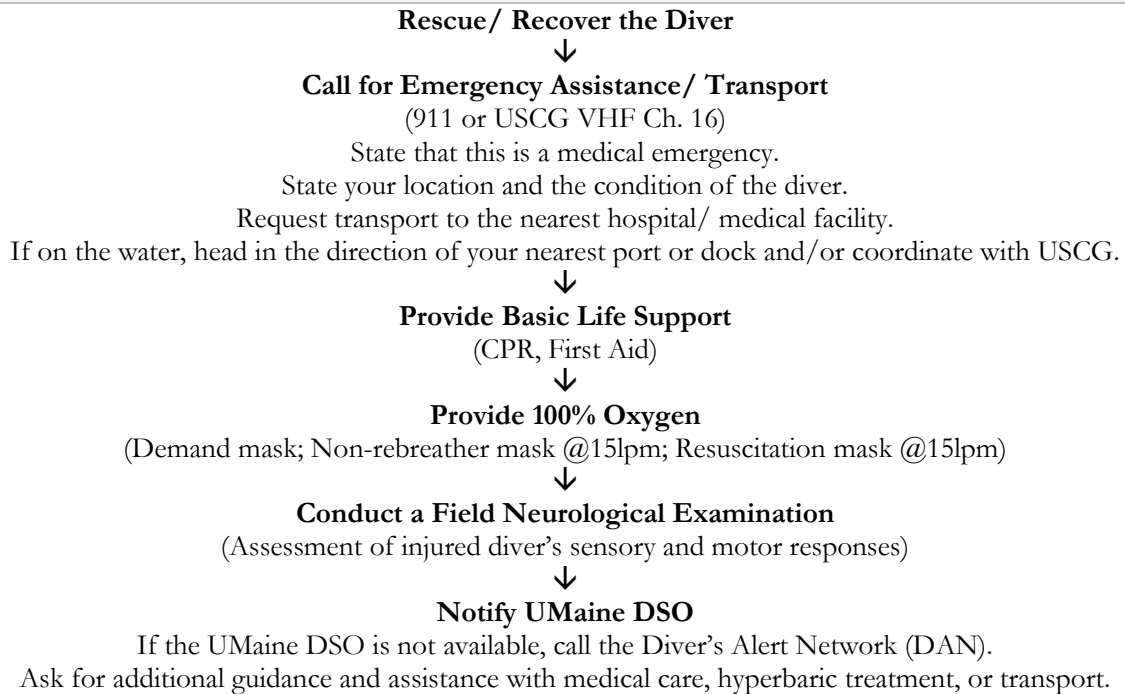 Rescue/ Recover the Diver
↓
Call for Emergency Assistance/ Transport
(911 or USCG VHF Ch. 16)
State that this is a medical emergency.
State your location and the condition of the diver.
Request transport to the nearest hospital/ medical facility.
If on the water, head in the direction of your nearest port or dock and/or coordinate with USCG.
↓
Provide Basic Life Support
(CPR, First Aid)
↓
Provide 100% Oxygen
(Demand mask; Non-rebreather mask @15lpm; Resuscitation mask @15lpm)
↓
Conduct a Field Neurological Examination
(Assessment of injured diver’s sensory and motor responses)
↓
Notify UMaine DSO
If the UMaine DSO is not available, call the Diver’s Alert Network (DAN).
Ask for additional guidance and assistance with medical care, hyperbaric treatment, or transport.